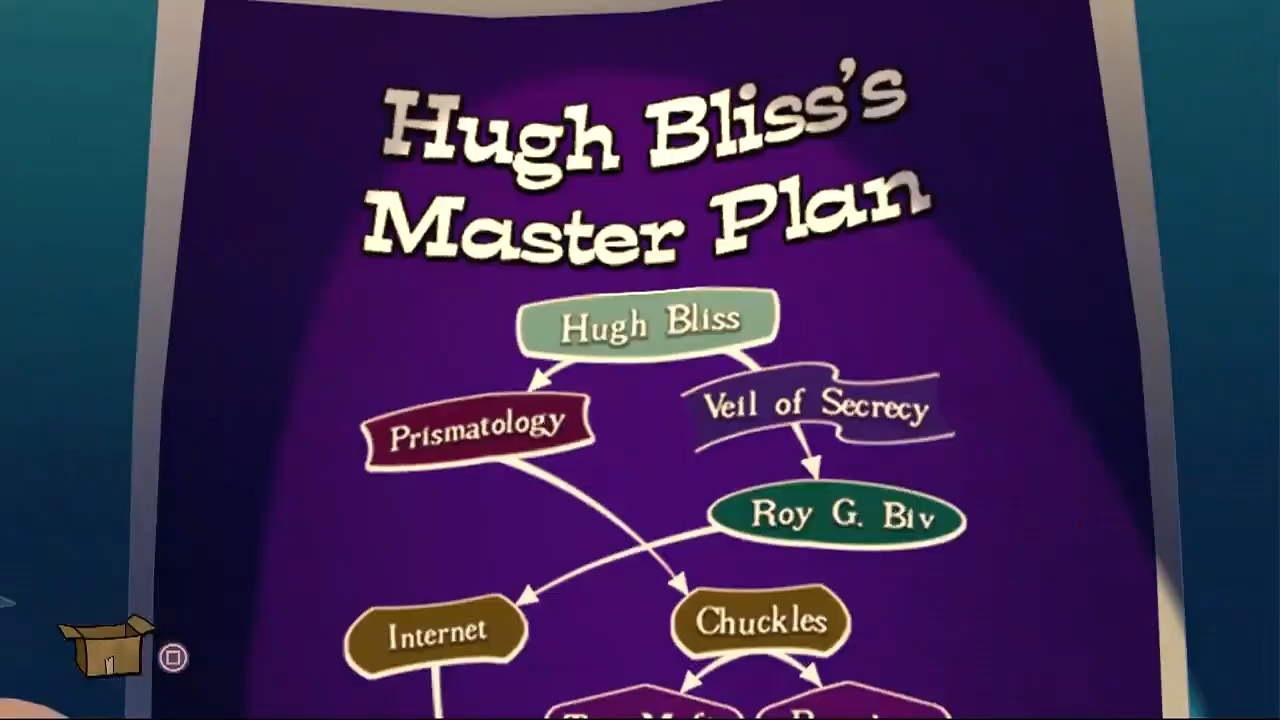 Hugh Bliss's
Master Plan
Hugh Bliss
Prismatology
Veil of Secrecy
Roy G. Biv
Internet
Chuckles